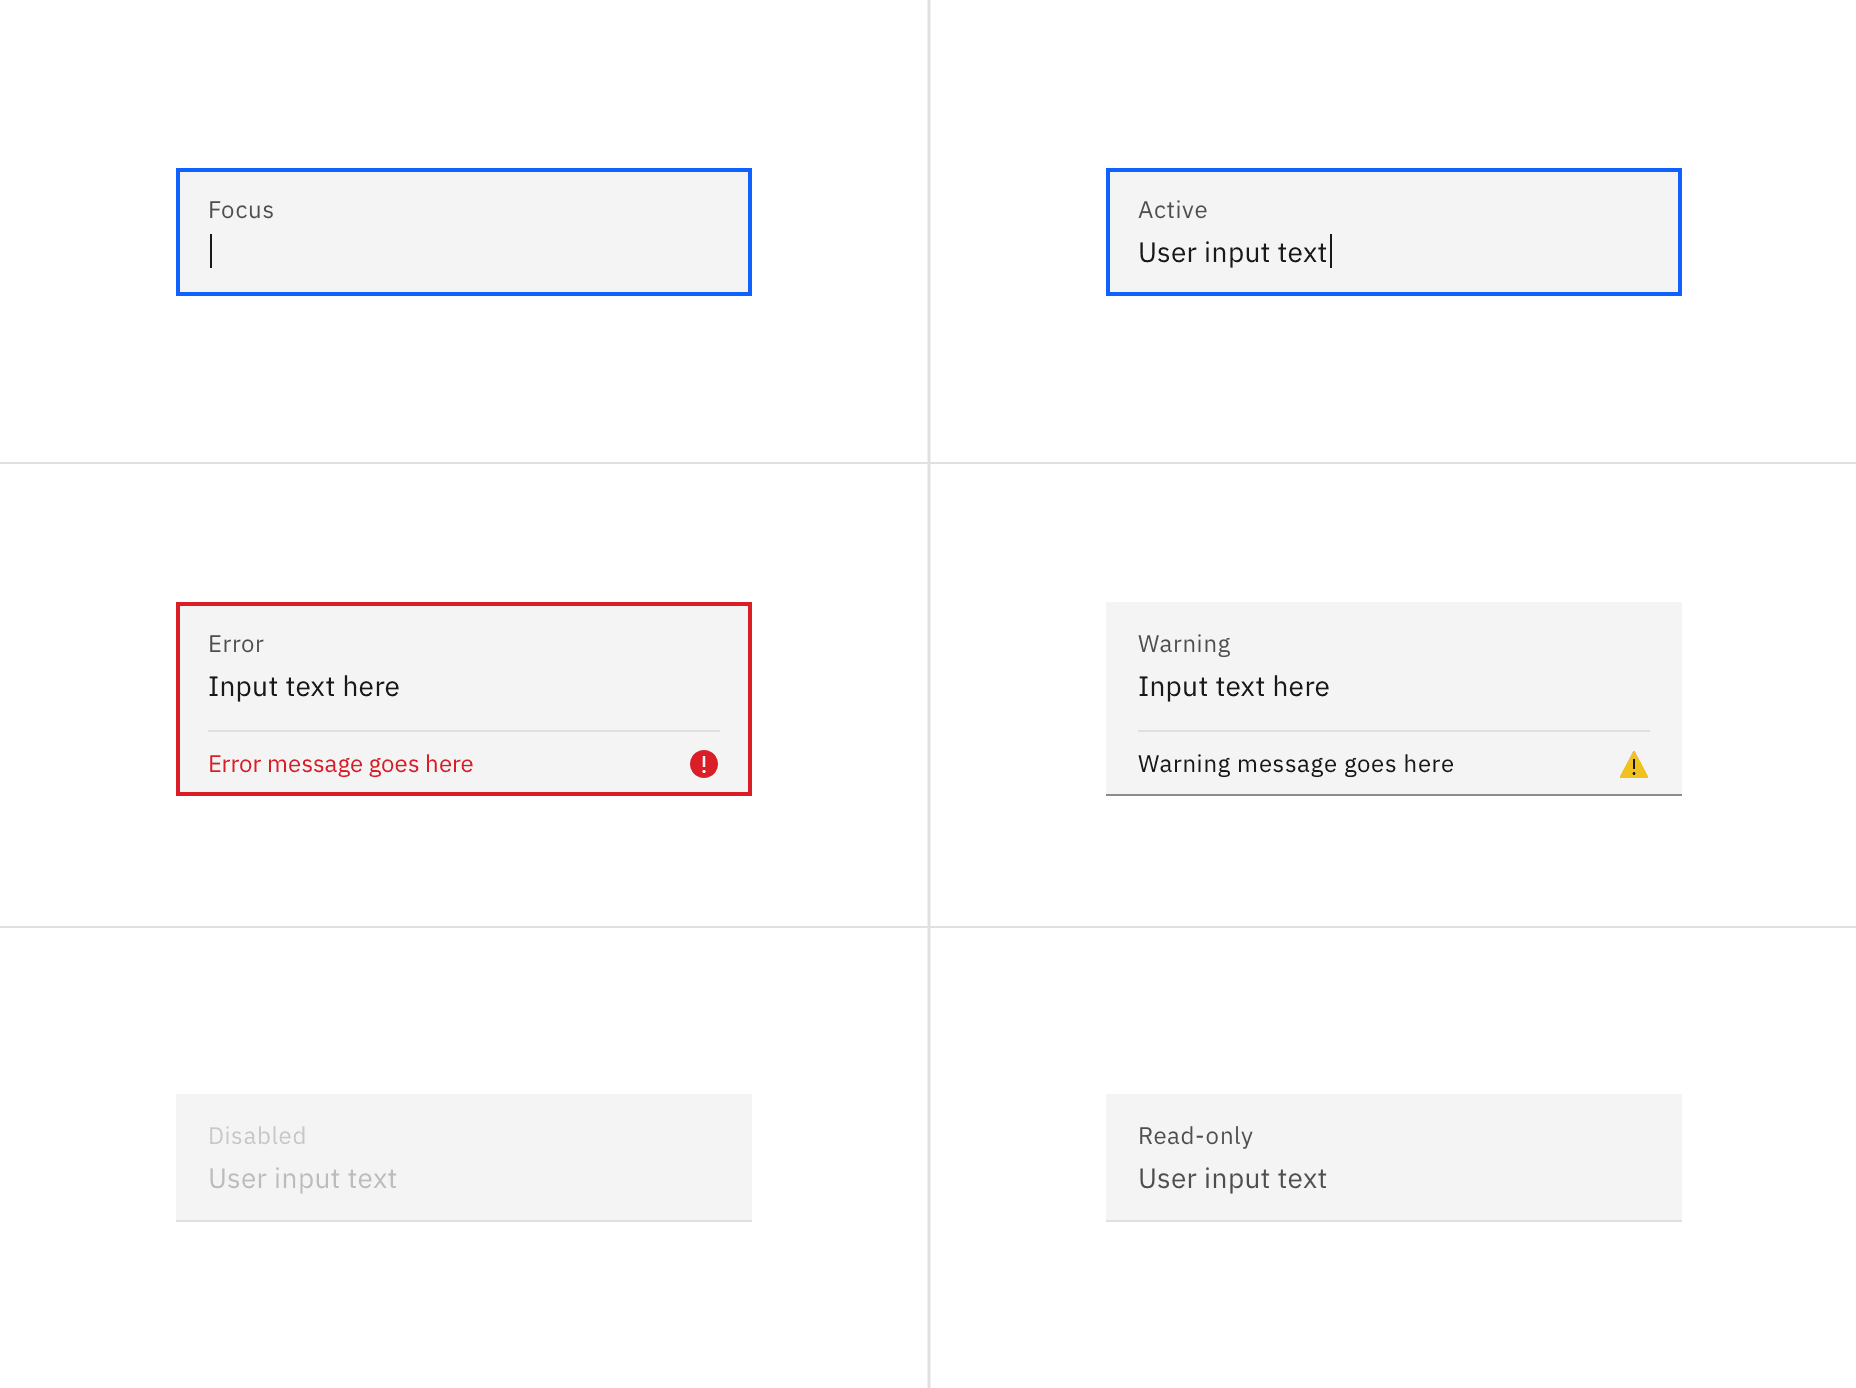 Focus
Active
User input text
Error
Input text here
Error message goes here
Warning
Input text here
Warning message goes here
Disabled
User input text
Read-only
User input text